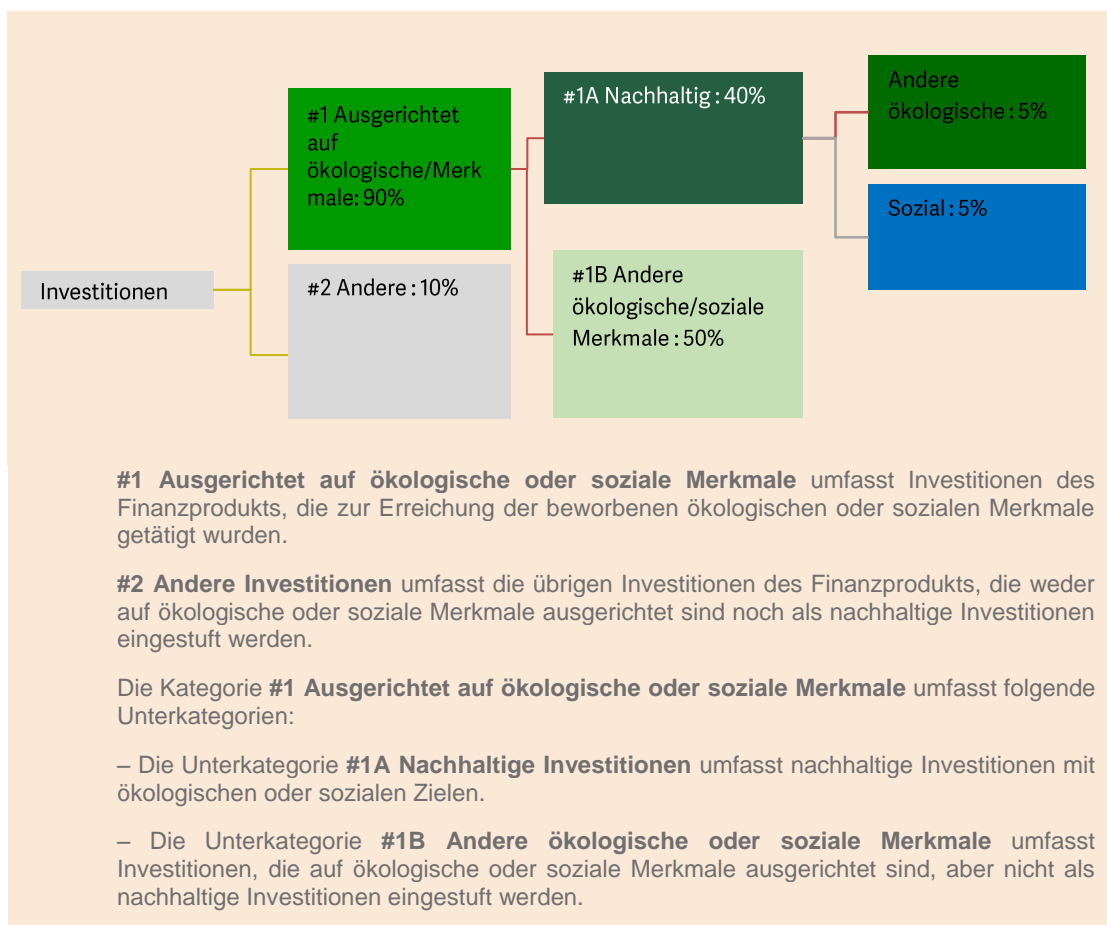 Investitionen
#1 Ausgerichtet
auf
ökologische/Merk
male: 90%
#2 Andere : 10%
#1A Nachhaltig : 40%
#1B Andere
ökologische/soziale
Merkmale : 50%
Andere
ökologische : 5%
Sozial : 5%
#1 Ausgerichtet auf ökologische oder soziale Merkmale umfasst Investitionen des
Finanzprodukts, die zur Erreichung der beworbenen ökologischen oder sozialen Merkmale
getätigt wurden.
#2 Andere Investitionen umfasst die übrigen Investitionen des Finanzprodukts, die weder
auf ökologische oder soziale Merkmale ausgerichtet sind noch als nachhaltige Investitionen
eingestuft werden.
Die Kategorie #1 Ausgerichtet auf ökologische oder soziale Merkmale umfasst folgende
Unterkategorien:
– Die Unterkategorie #1A Nachhaltige Investitionen umfasst nachhaltige Investitionen mit
ökologischen oder sozialen Zielen.
– Die Unterkategorie #1B Andere ökologische oder soziale Merkmale umfasst
Investitionen, die auf ökologische oder soziale Merkmale ausgerichtet sind, aber nicht als
nachhaltige Investitionen eingestuft werden.